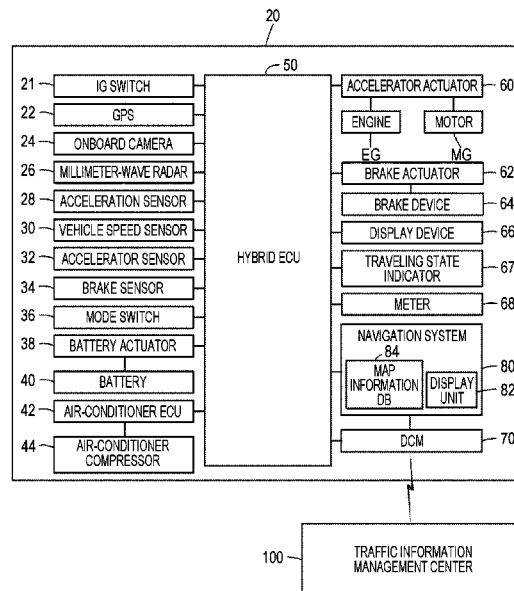 20
50
21
IG SWITCH
22
GPS
24
ONBOARD CAMERA
26
MILLIMETER-WAVE RADAR
28
ACCELERATION SENSOR
30
VEHICLE SPEED SENSOR
32
ACCELERATOR SENSOR
34
BRAKE SENSOR
36
MODE SWITCH
38
BATTERY ACTUATOR
40
BATTERY
42
AIR-CONDITIONER ECU
44
AIR-CONDITIONER
COMPRESSOR
HYBRID ECU
ACCELERATOR ACTUATOR
60
ENGINE
MOTOR
EG
MG
BRAKE ACTUATOR
62
BRAKE DEVICE
64
DISPLAY DEVICE
66
TRAVELING STATE
INDICATOR
67
METER
68
NAVIGATION SYSTEM
84
MAP
INFORMATION
DB
DISPLAY
UNIT
80
82
DCM
70
100
TRAFFIC INFORMATION
MANAGEMENT CENTER